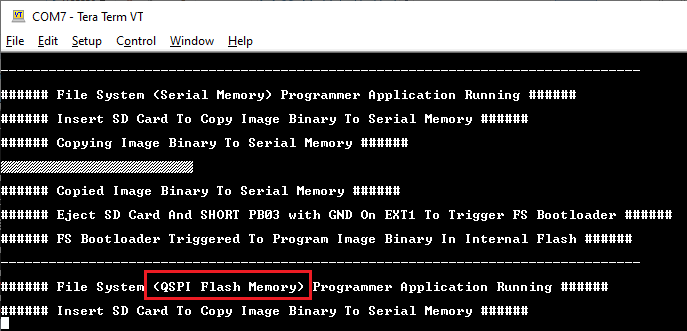 VT COM7 - Tera Term VT
File Edit Setup Control Window Help
--------------------------------------------------------------------------------
###### File System (Serial Memory) Programmer Application Running ######
###### Insert SD Card To Copy Image Binary To Serial Memory ######
###### Copying Image Binary To Serial Memory ######
###### Copied Image Binary To Serial Memory ######
###### Eject SD Card And SHORT PB03 with GND On EXT1 To Trigger FS Bootloader ######
###### FS Bootloader Triggered To Program Image Binary In Internal Flash ######
--------------------------------------------------------------------------------
###### File System (QSPI Flash Memory) Programmer Application Running ######
###### Insert SD Card To Copy Image Binary To Serial Memory ######